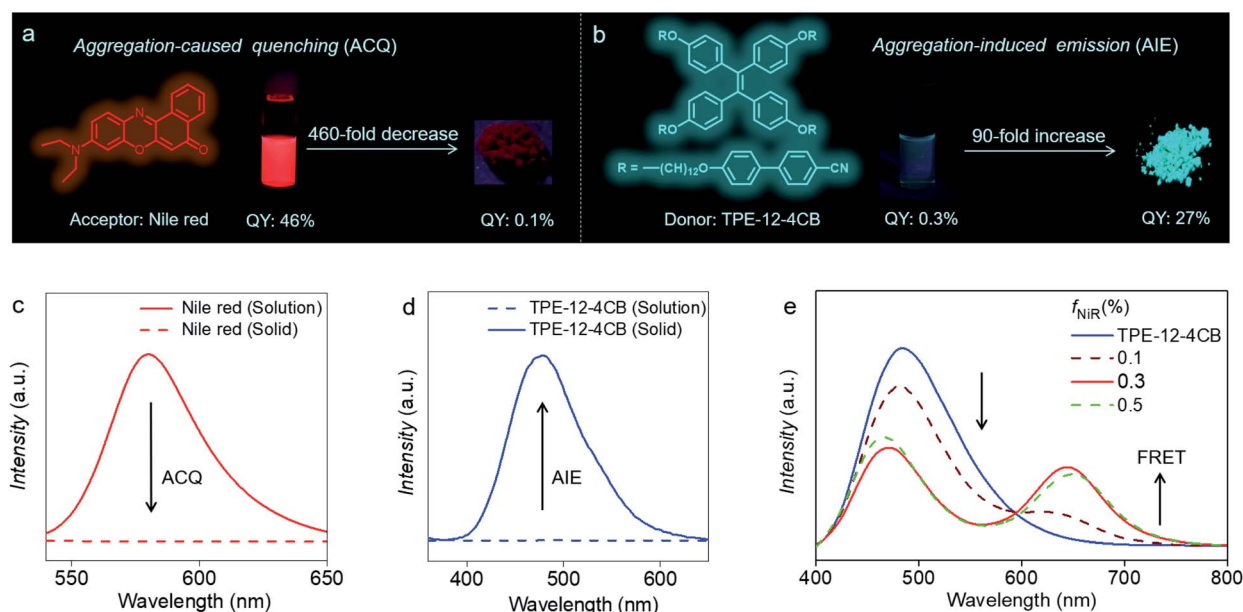 a
Aggregation-caused quenching (ACQ)
N
N
O
O
460-fold decrease
Acceptor: Nile red
QY: 46%
QY: 0.1%
b
Aggregation-induced emission (AIE)
RO
OR
RO
OR
R = —(CH)12O
CN
90-fold increase
Donor: TPE-12-4CB
QY: 0.3%
QY: 27%
c
Nile red (Solution)
Nile red (Solid)
ACQ
Intensity (a.u.)
550
600
650
Wavelength (nm)
d
TPE-12-4CB (Solution)
TPE-12-4CB (Solid)
AIE
Intensity (a.u.)
400
500
600
Wavelength (nm)
e
fNiR(%)
TPE-12-4CB
0.1
0.3
0.5
FRET
Intensity (a.u.)
400
500
600
700
800
Wavelength (nm)